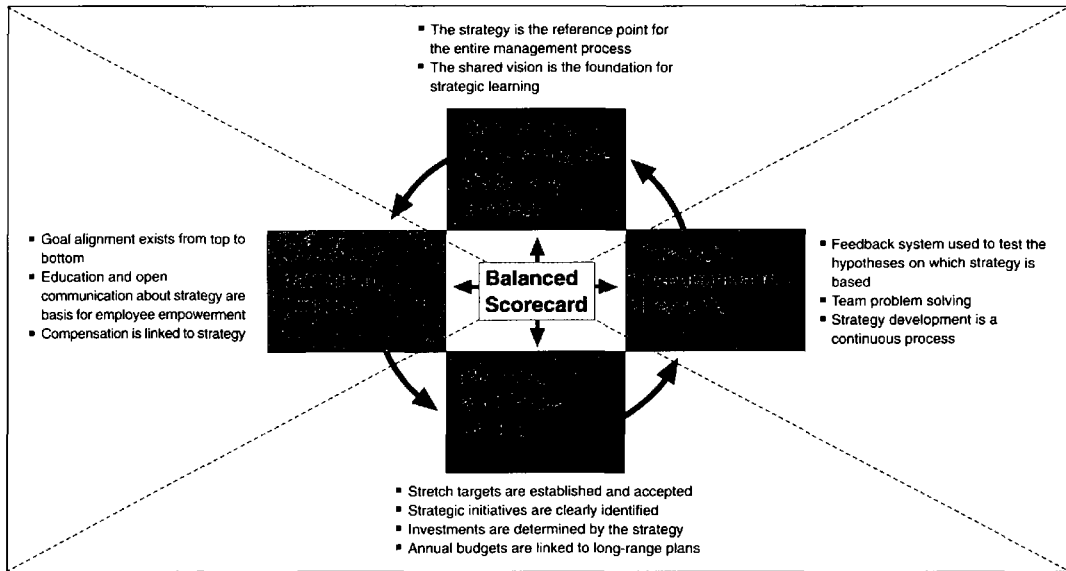 ▪ The strategy is the reference point for
the entire management process
▪ The shared vision is the foundation for
strategic learning
▪ Goal alignment exists from top to
bottom
▪ Education and open
communication about strategy are
basis for employee empowerment
▪ Compensation is linked to strategy
Balanced
Scorecard
▪ Feedback system used to test the
hypotheses on which strategy is
based
▪ Team problem solving
▪ Strategy development is a
continuous process
▪ Stretch targets are established and accepted
▪ Strategic initiatives are clearly identified
▪ Investments are determined by the strategy
▪ Annual budgets are linked to long-range plans